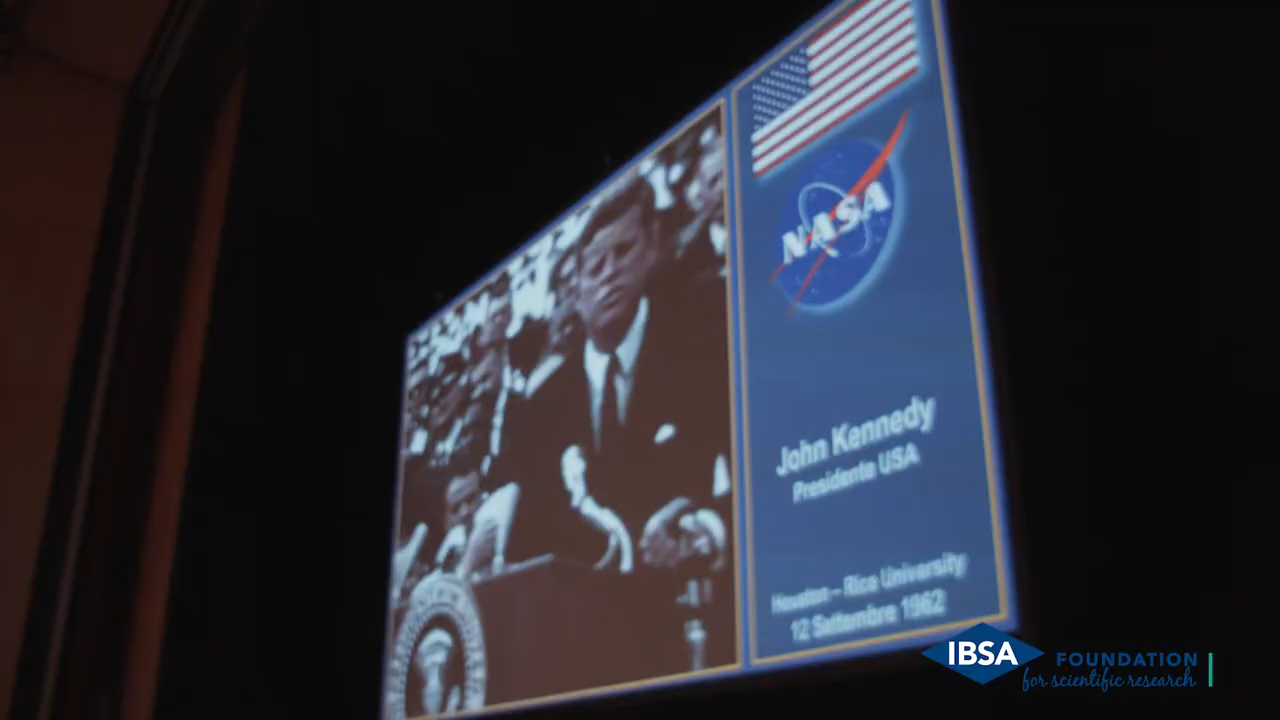 NASA
John Kennedy
Presidente USA
Houston – Rice University
12 Settembre 1962
IBSA
FOUNDATION
for scientific research